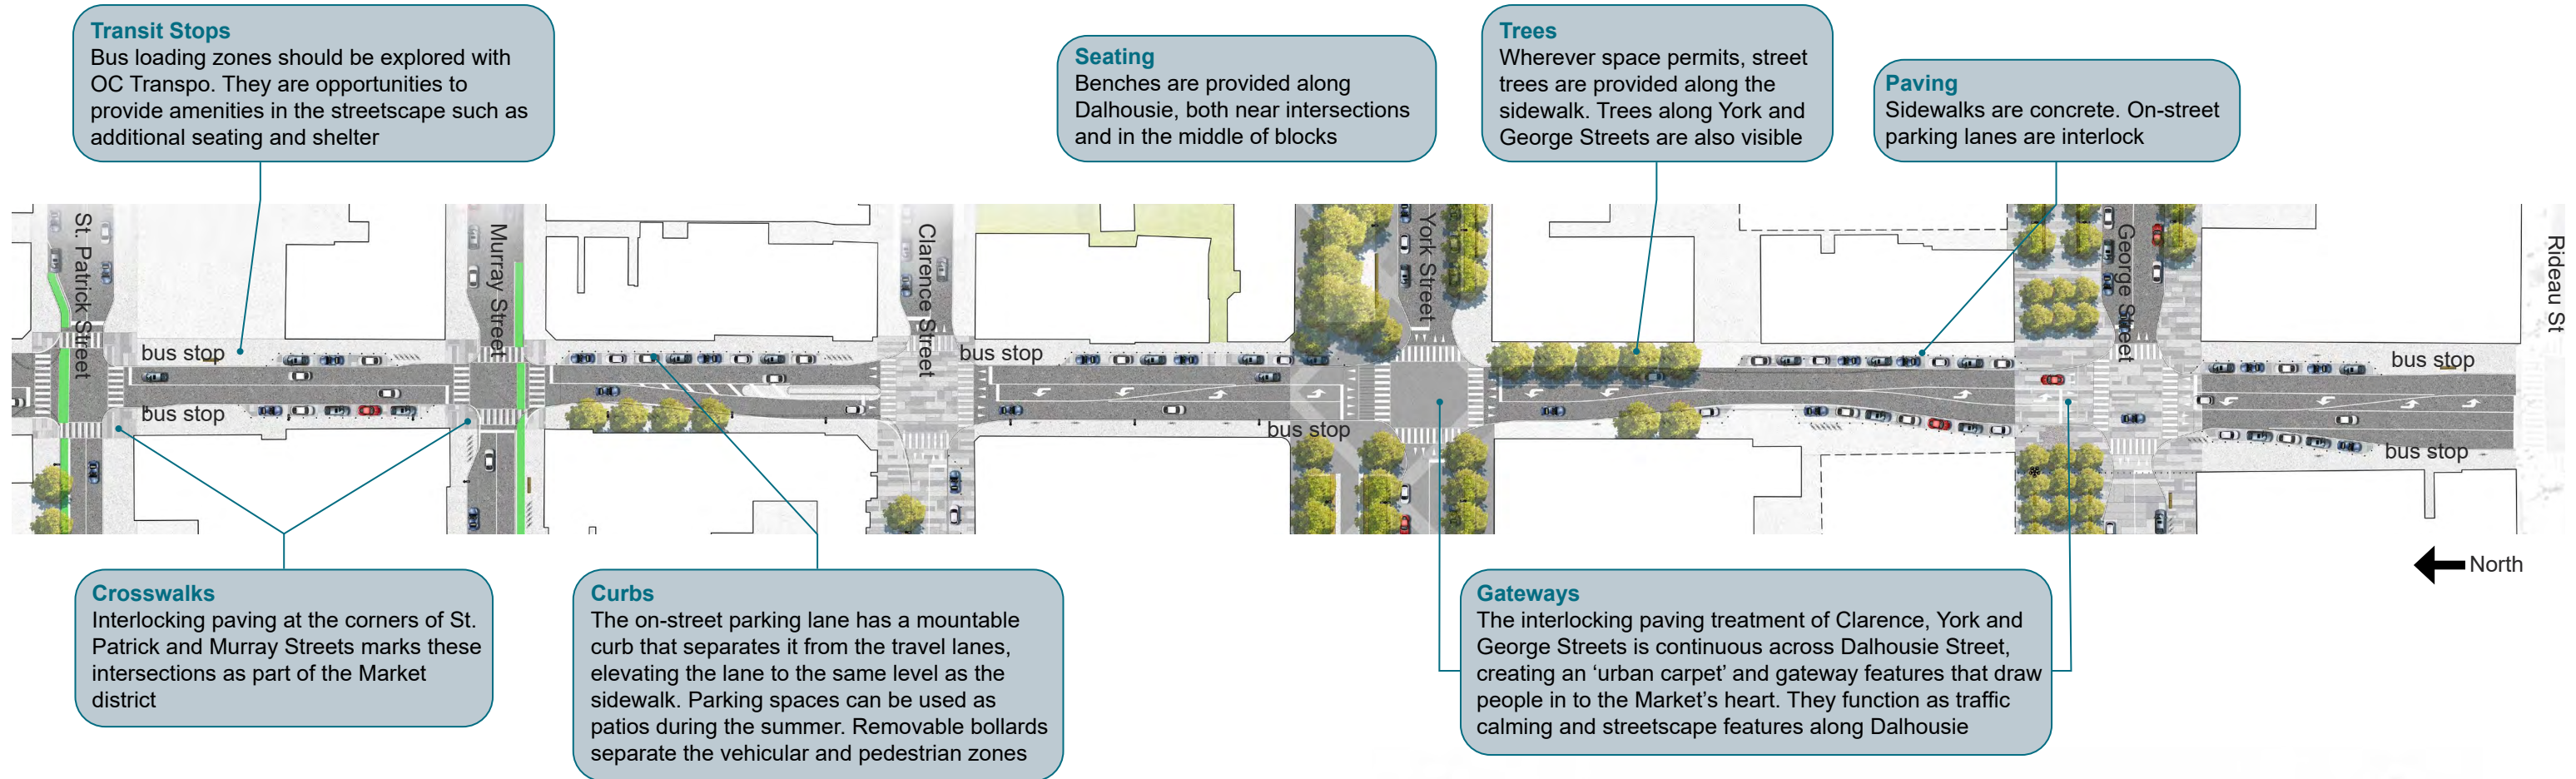 Transit Stops
Bus loading zones should be explored with
OC Transpo. They are opportunities to
provide amenities in the streetscape such as
additional seating and shelter
Seating
Benches are provided along
Dalhousie, both near intersections
and in the middle of blocks
Trees
Wherever space permits, street
trees are provided along the
sidewalk. Trees along York and
George Streets are also visible
Paving
Sidewalks are concrete. On-street
parking lanes are interlock
St. Patrick Street
Murray Street
Clarence Street
York Street
George Street
Rideau St
bus stop
bus stop
bus stop
bus stop
bus stop
bus stop
North
Crosswalks
Interlocking paving at the corners of St.
Patrick and Murray Streets marks these
intersections as part of the Market
district
Curbs
The on-street parking lane has a mountable
curb that separates it from the travel lanes,
elevating the lane to the same level as the
sidewalk. Parking spaces can be used as
patios during the summer. Removable bollards
separate the vehicular and pedestrian zones
Gateways
The interlocking paving treatment of Clarence, York and
George Streets is continuous across Dalhousie Street,
creating an ‘urban carpet’ and gateway features that draw
people in to the Market’s heart. They function as traffic
calming and streetscape features along Dalhousie